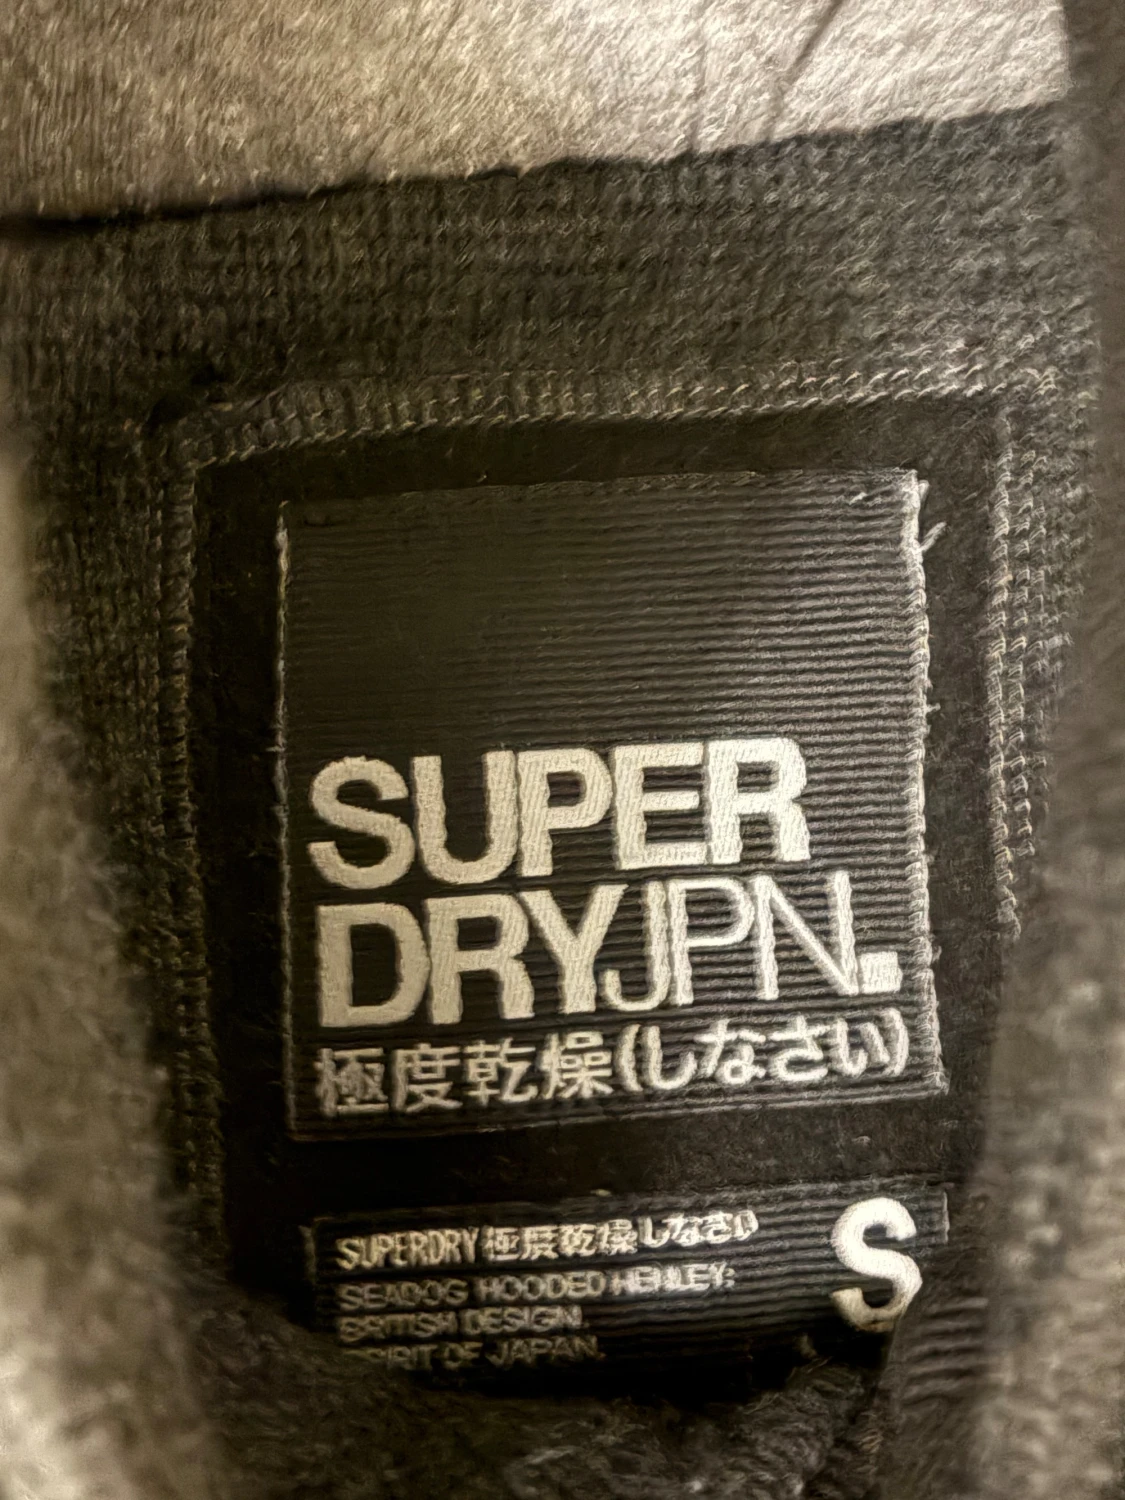 SUPER
DRYJPN.
極度乾燥(しなさい)
SUPERDRY 極度乾燥しなさい
S
SEADOG HOODED HENLEY:
BRITISH DESIGN.
SPIRIT OF JAPAN.